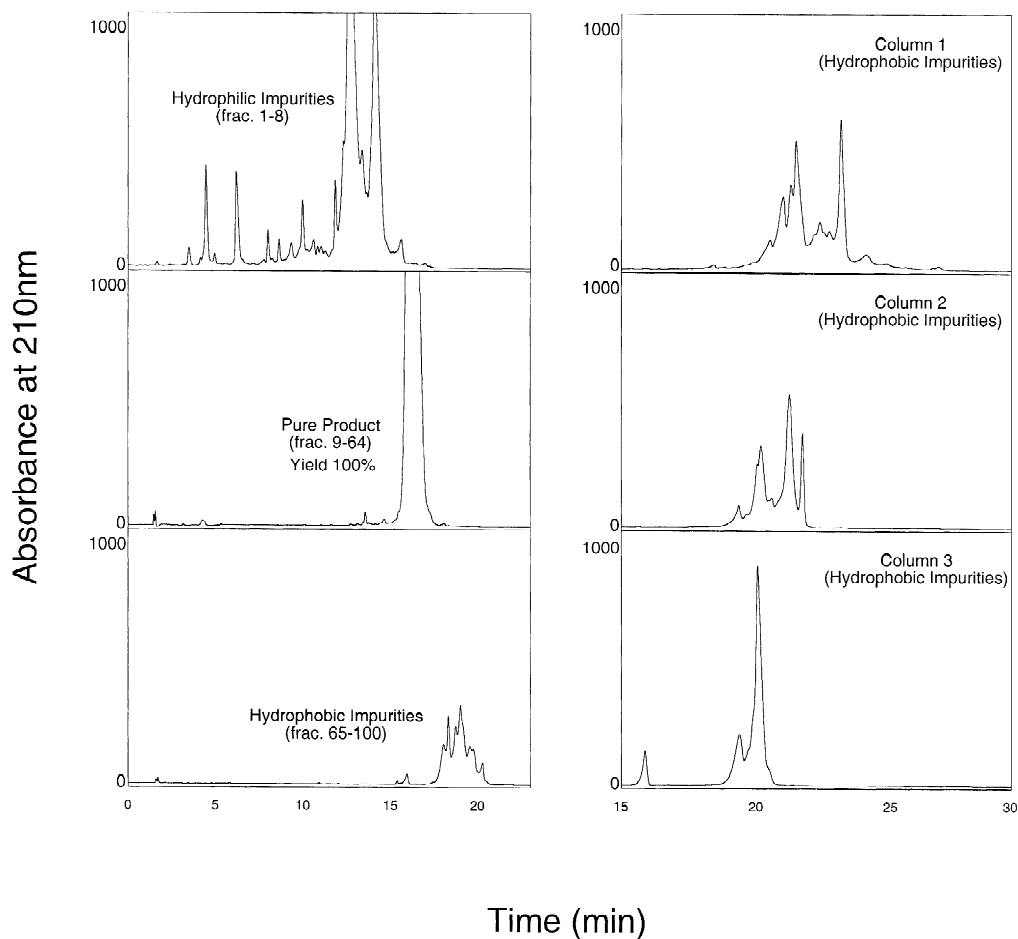 Absorbance at 210nm
1000
Hydrophilic Impurities
(frac. 1-8)
0
1000
Pure Product
(frac. 9-64)
Yield 100%
0
1000
Hydrophobic Impurities
(frac. 65-100)
0
0 5 10 15 20
1000
Column 1
(Hydrophobic Impurities)
0
1000
Column 2
(Hydrophobic Impurities)
0
1000
Column 3
(Hydrophobic Impurities)
0
15 20 25 30
Time (min)